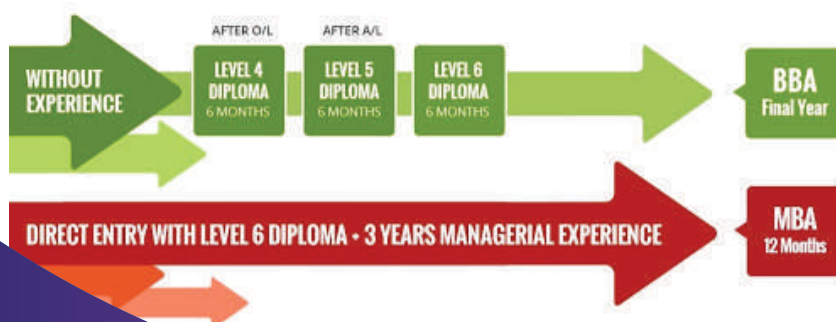 AFTER O/L
AFTER A/L
WITHOUT
EXPERIENCE
LEVEL 4
DIPLOMA
6 MONTHS
LEVEL 5
DIPLOMA
6 MONTHS
LEVEL 6
DIPLOMA
6 MONTHS
BBA
Final Year
DIRECT ENTRY WITH LEVEL 6 DIPLOMA + 3 YEARS MANAGERIAL EXPERIENCE
MBA
12 Months